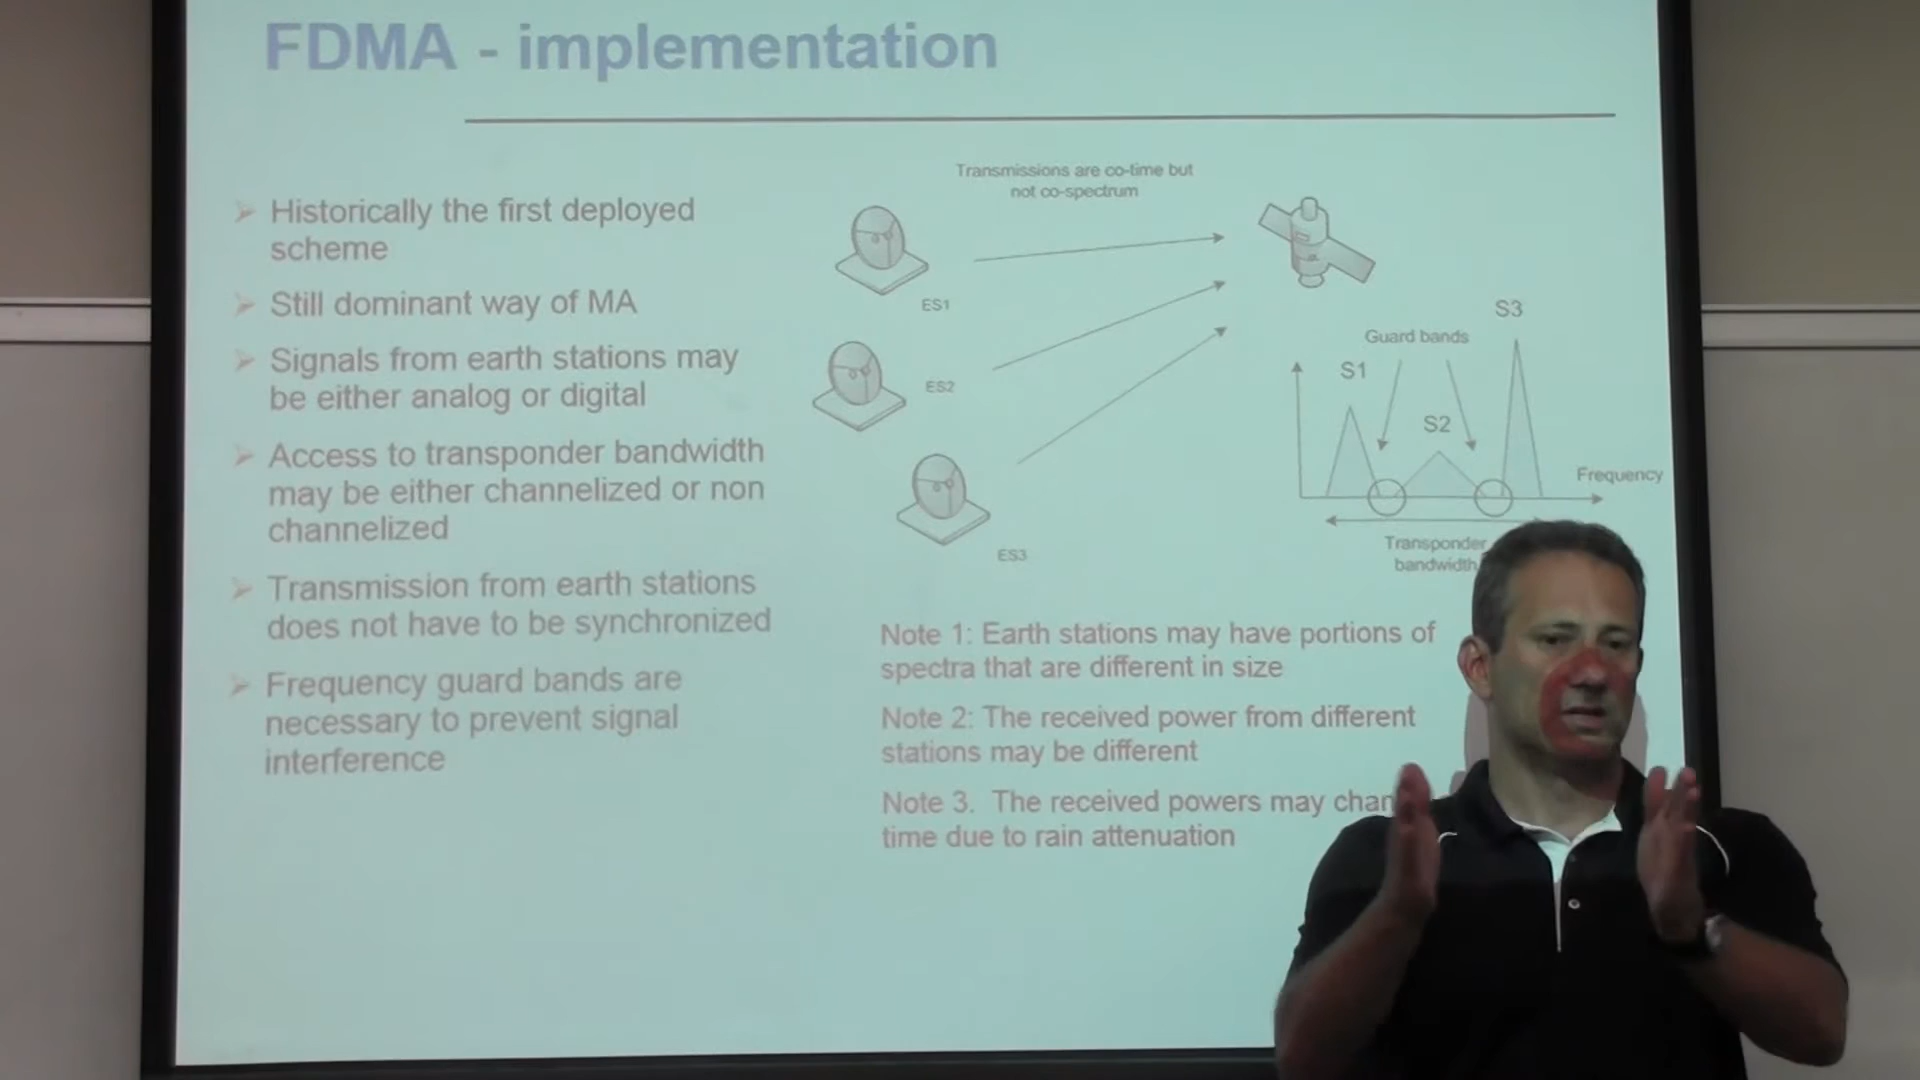 FDMA - implementation
Historically the first deployed
scheme
Still dominant way of MA
Signals from earth stations may
be either analog or digital
Access to transponder bandwidth
may be either channelized or non
channelized
Transmission from earth stations
does not have to be synchronized
Frequency guard bands are
necessary to prevent signal
interference
Transmissions are co-time but
not co-spectrum
ES1
ES2
ES3
S3
Guard bands
S1
S2
Frequency
Transponder
bandwidth
Note 1: Earth stations may have portions of
spectra that are different in size
Note 2: The received power from different
stations may be different
Note 3. The received powers may
time due to rain attenuation